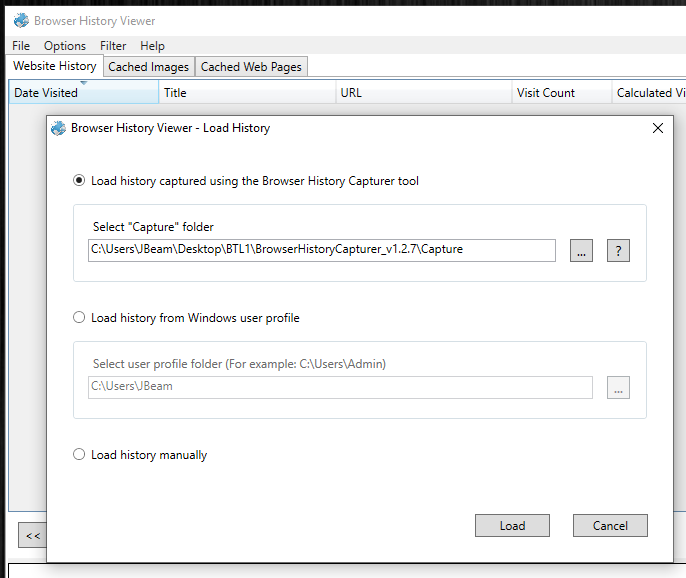 Browser History Viewer
File Options Filter Help
Website History Cached Images Cached Web Pages
Date Visited Title URL Visit Count Calculated Vi
Browser History Viewer - Load History
Load history captured using the Browser History Capturer tool
Select "Capture" folder
C:\Users\JBeam\Desktop\BTL1\BrowserHistoryCapturer_v1.2.7\Capture ... ?
Load history from Windows user profile
Select user profile folder (For example: C:\Users\Admin)
C:\Users\JBeam ...
Load history manually
Load Cancel
<<